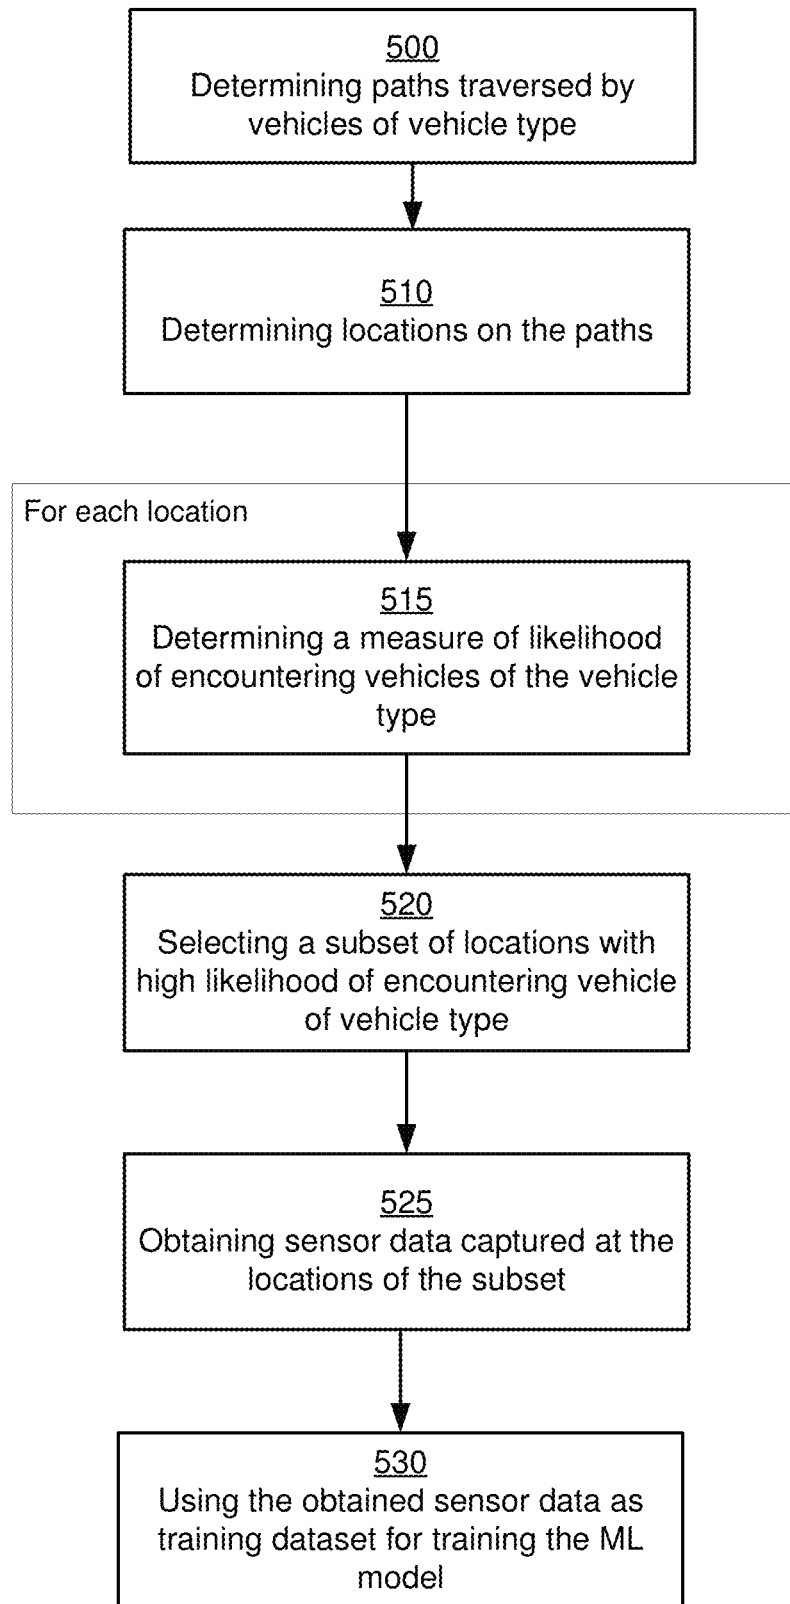 500
Determining paths traversed by
vehicles of vehicle type
510
Determining locations on the paths
For each location
515
Determining a measure of likelihood
of encountering vehicles of the vehicle
type
520
Selecting a subset of locations with
high likelihood of encountering vehicle
of vehicle type
525
Obtaining sensor data captured at the
locations of the subset
530
Using the obtained sensor data as
training dataset for training the ML
model